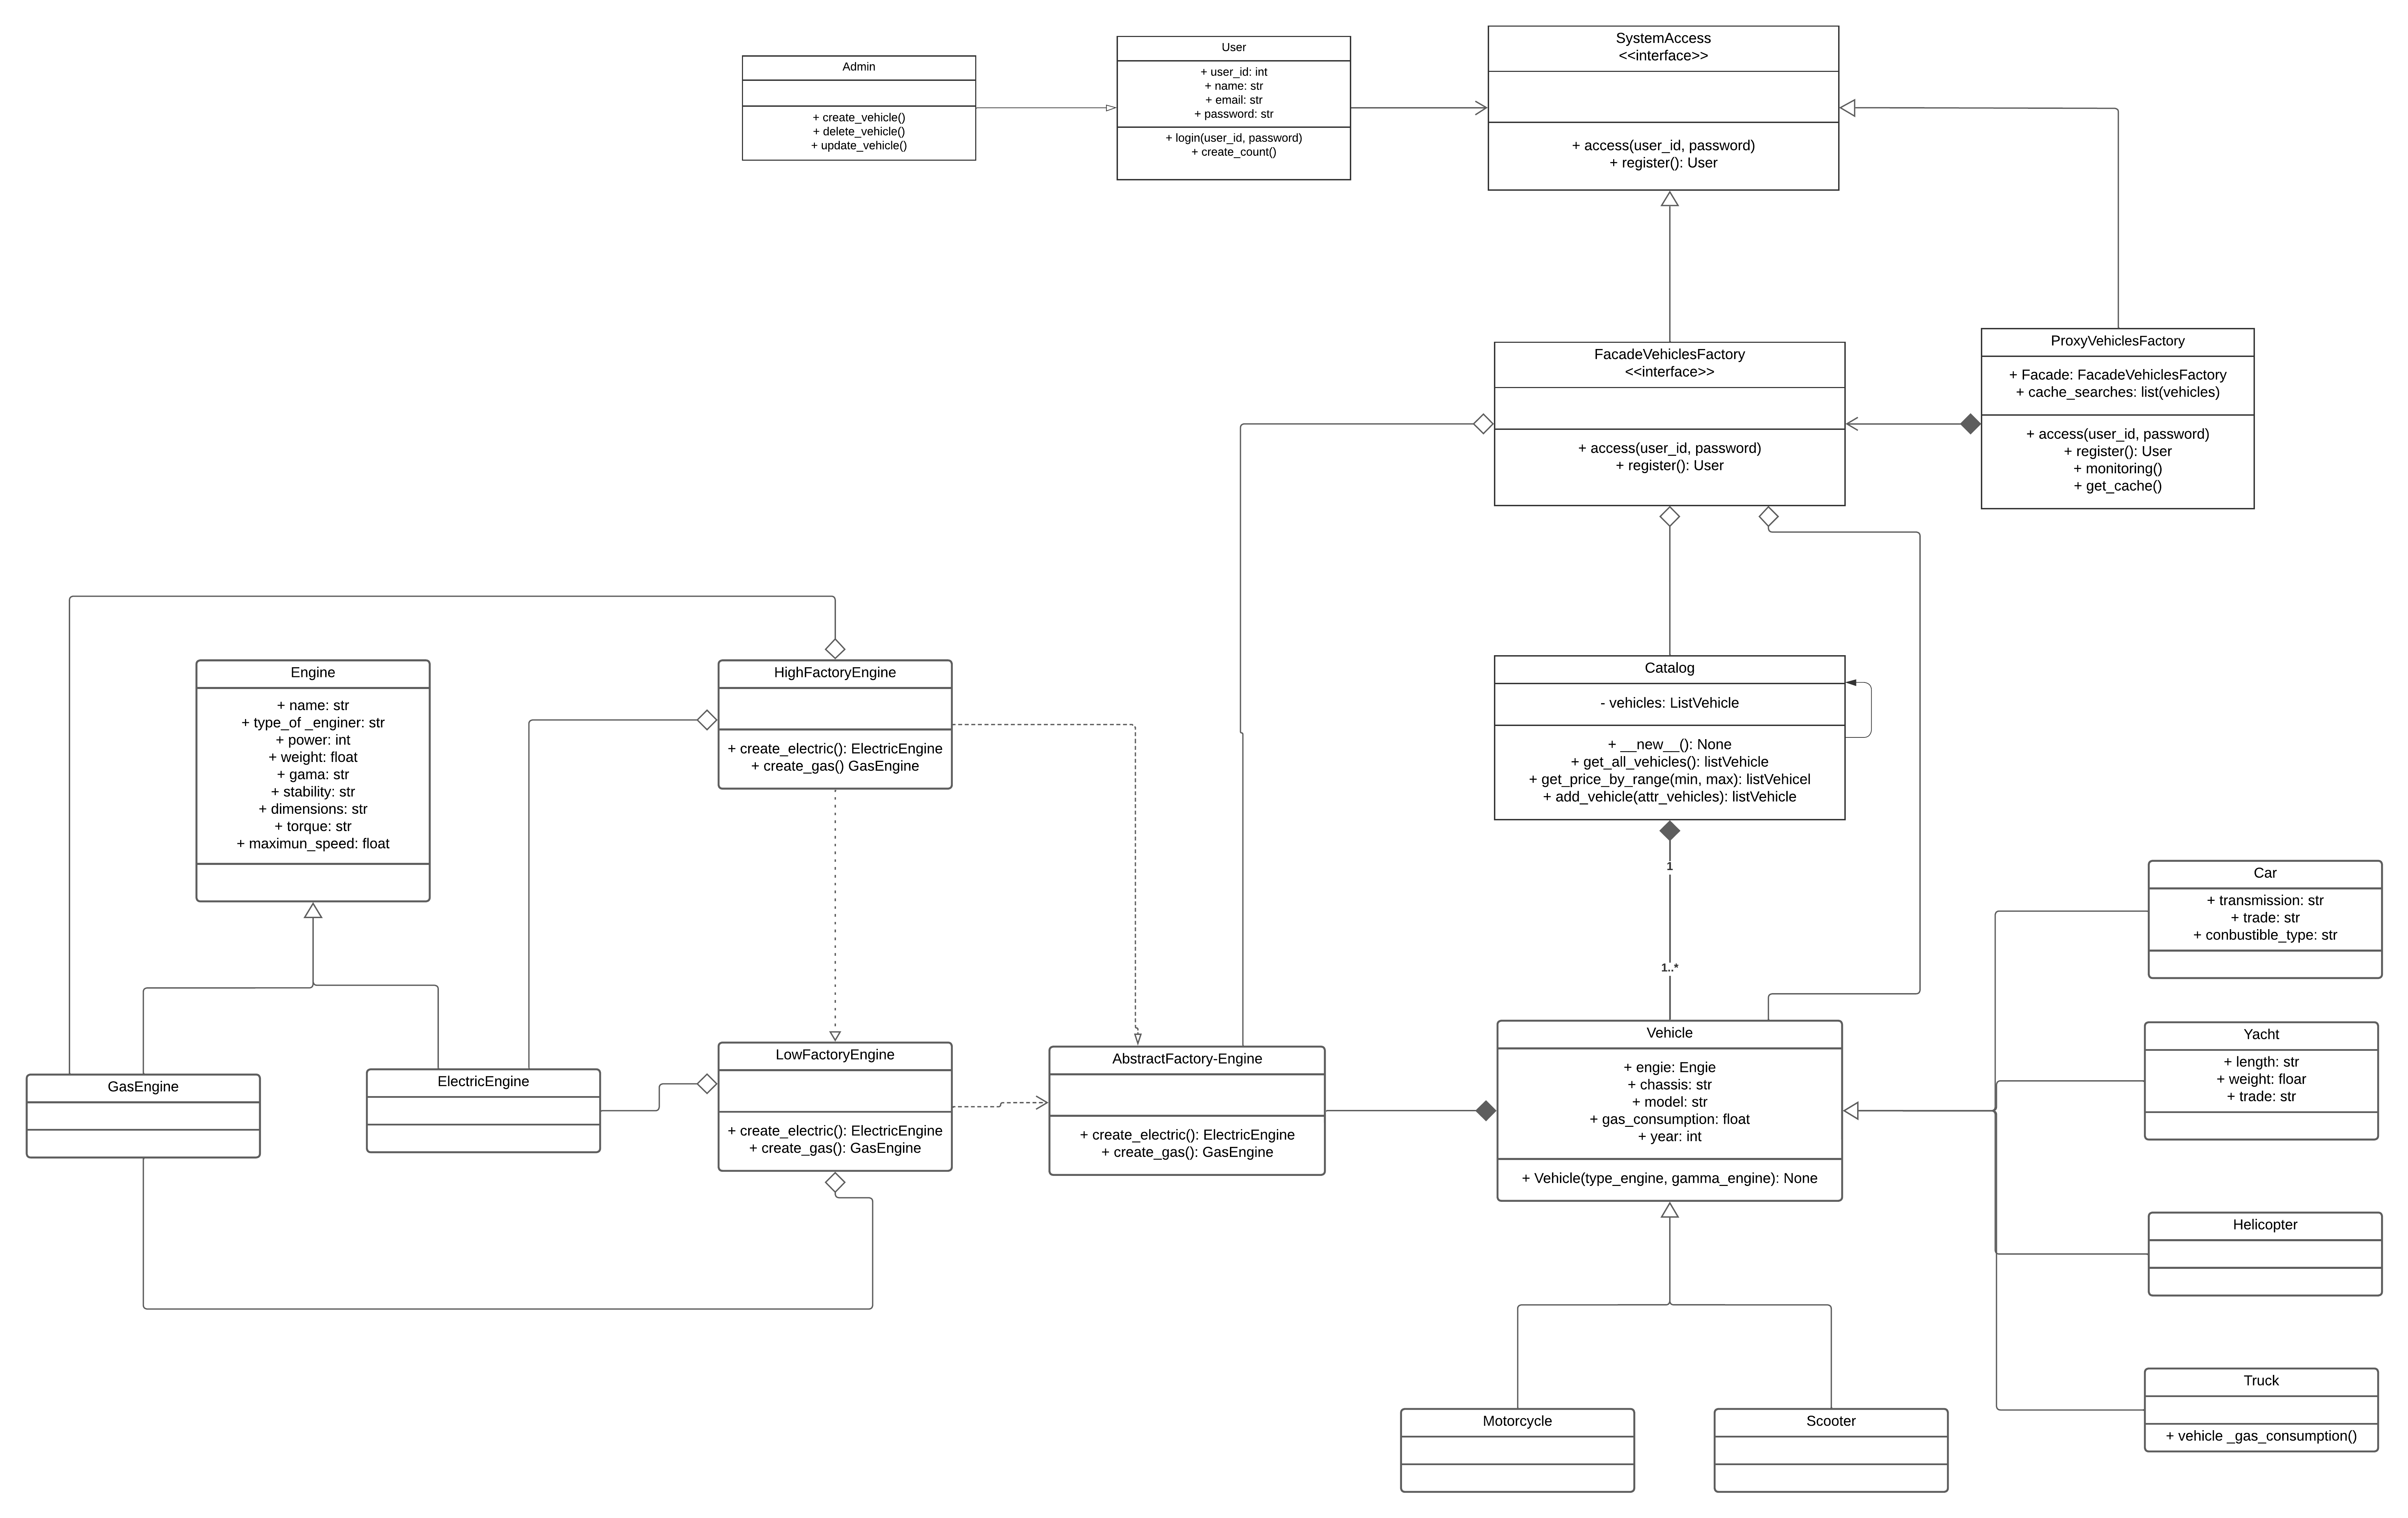 Admin
+ create_vehicle()
+ delete_vehicle()
+ update_vehicle()
User
+ user_id: int
+ name: str
+ email: str
+ password: str
+ login(user_id, password)
+ create_count()
SystemAccess
<<interface>>
+ access(user_id, password)
+ register(): User
FacadeVehiclesFactory
<<interface>>
+ access(user_id, password)
+ register(): User
ProxyVehiclesFactory
+ Facade: FacadeVehiclesFactory
+ cache_searches: list(vehicles)
+ access(user_id, password)
+ register(): User
+ monitoring()
+ get_cache()
Engine
+ name: str
+ type_of _enginer: str
+ power: int
+ weight: float
+ gama: str
+ stability: str
+ dimensions: str
+ torque: str
+ maximun_speed: float
HighFactoryEngine
+ create_electric(): ElectricEngine
+ create_gas() GasEngine
Catalog
- vehicles: ListVehicle
+ __new__(): None
+ get_all_vehicles(): listVehicle
+ get_price_by_range(min, max): listVehicel
+ add_vehicle(attr_vehicles): listVehicle
1
1..*
GasEngine
ElectricEngine
LowFactoryEngine
+ create_electric(): ElectricEngine
+ create_gas(): GasEngine
AbstractFactory-Engine
+ create_electric(): ElectricEngine
+ create_gas(): GasEngine
Vehicle
+ engie: Engie
+ chassis: str
+ model: str
+ gas_consumption: float
+ year: int
+ Vehicle(type_engine, gamma_engine): None
Car
+ transmission: str
+ trade: str
+ conbustible_type: str
Yacht
+ length: str
+ weight: floar
+ trade: str
Helicopter
Truck
+ vehicle _gas_consumption()
Motorcycle
Scooter